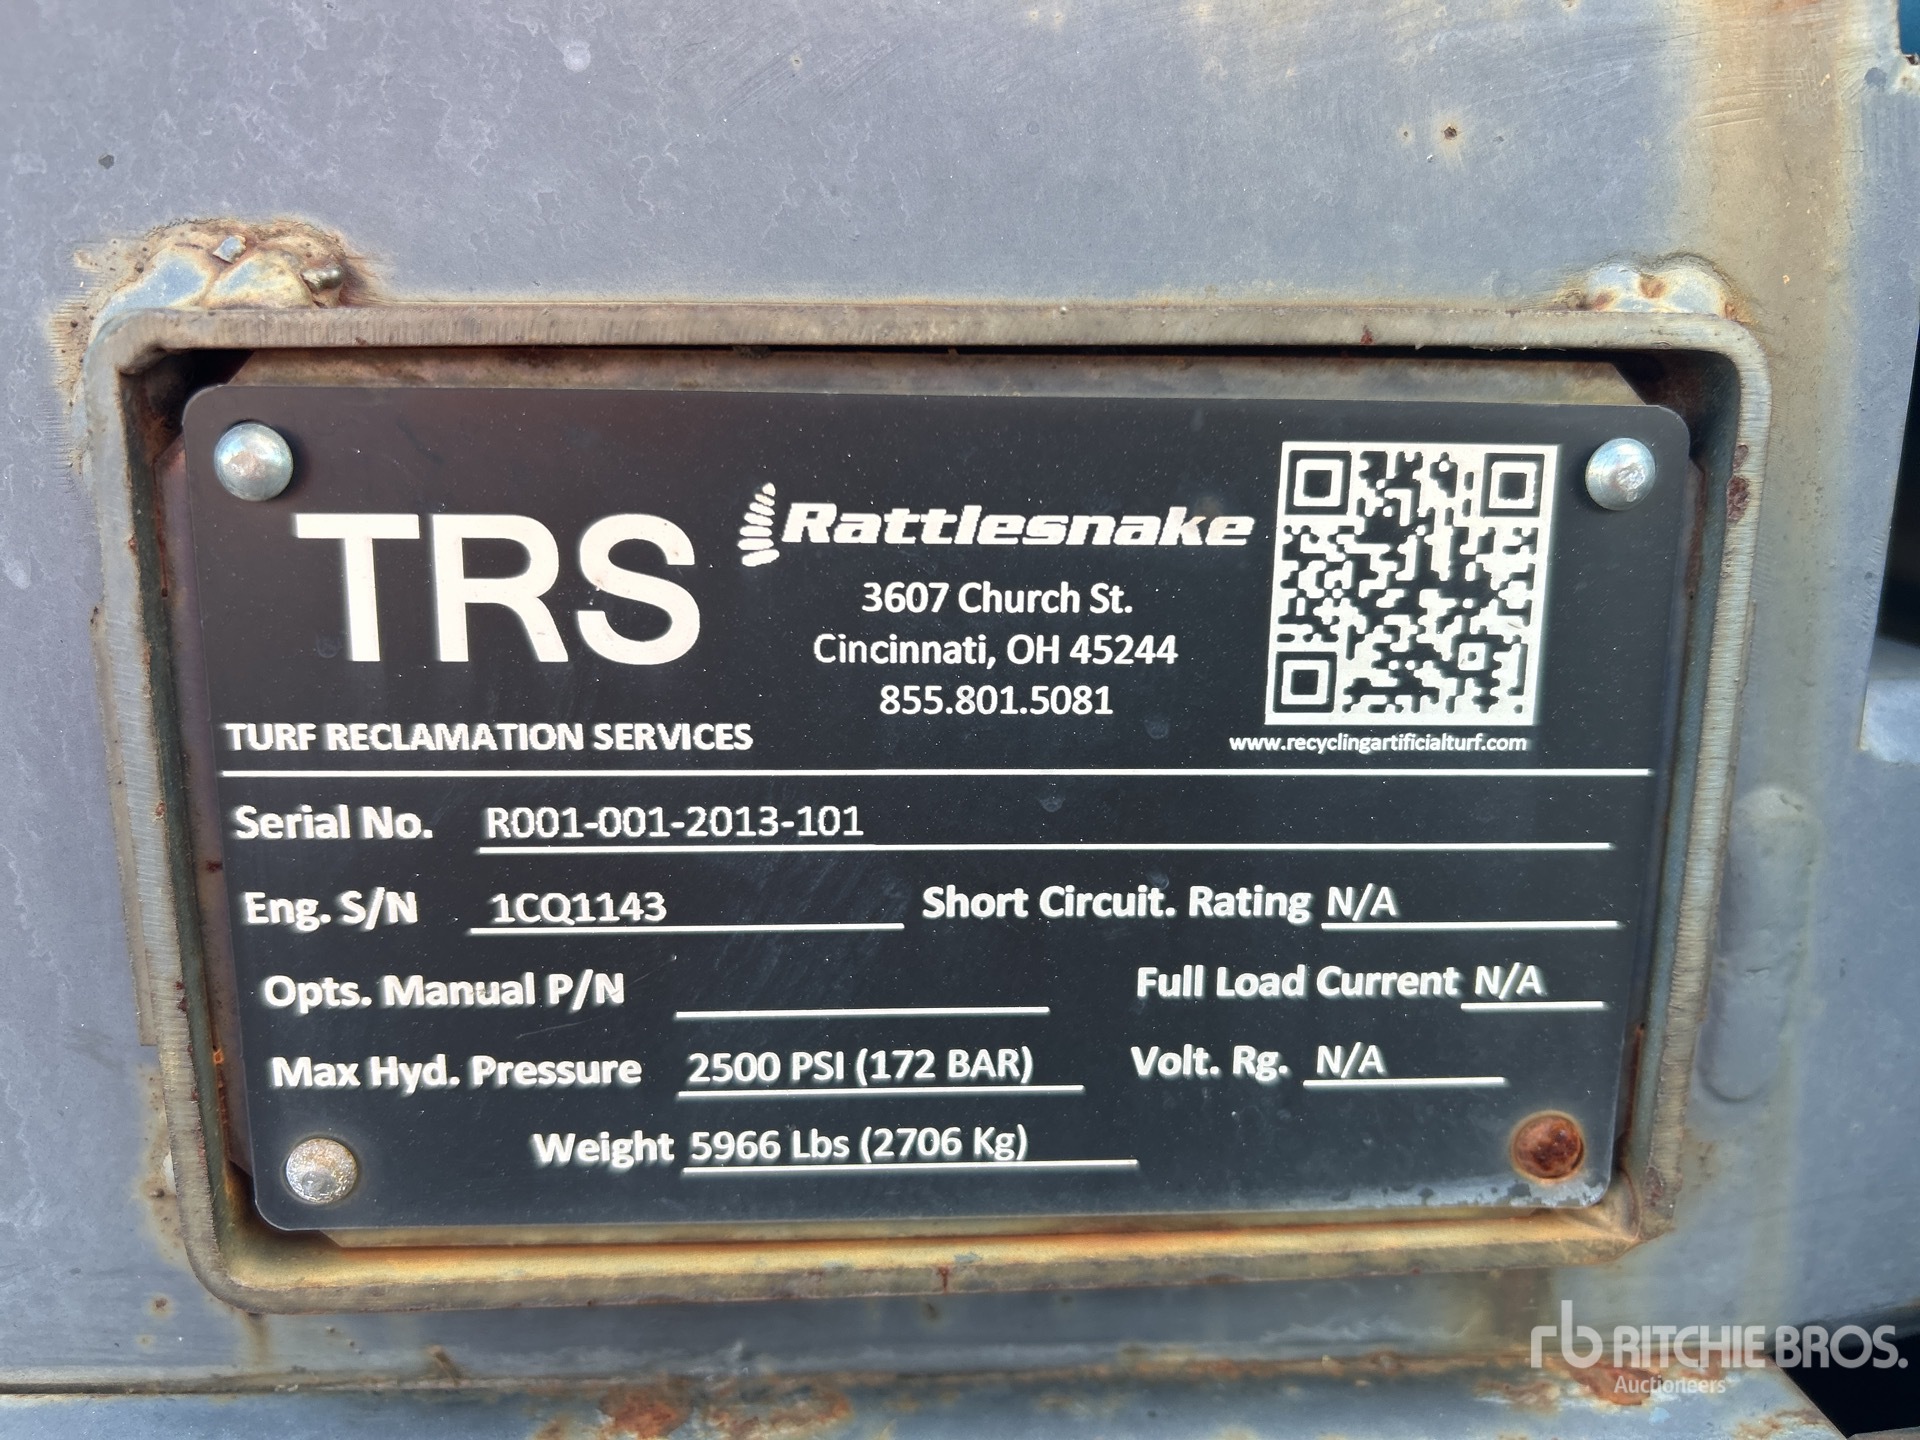 TRS
Rattlesnake
3607 Church St.
Cincinnati, OH 45244
855.801.5081
TURF RECLAMATION SERVICES
www.recyclingartificialturf.com
Serial No. R001-001-2013-101
Eng. S/N 1CQ1143 Short Circuit. Rating N/A
Opts. Manual P/N Full Load Current N/A
Max Hyd. Pressure 2500 PSI (172 BAR) Volt. Rg. N/A
Weight 5966 Lbs (2706 Kg)
rb RITCHIE BROS.
Auctioneers